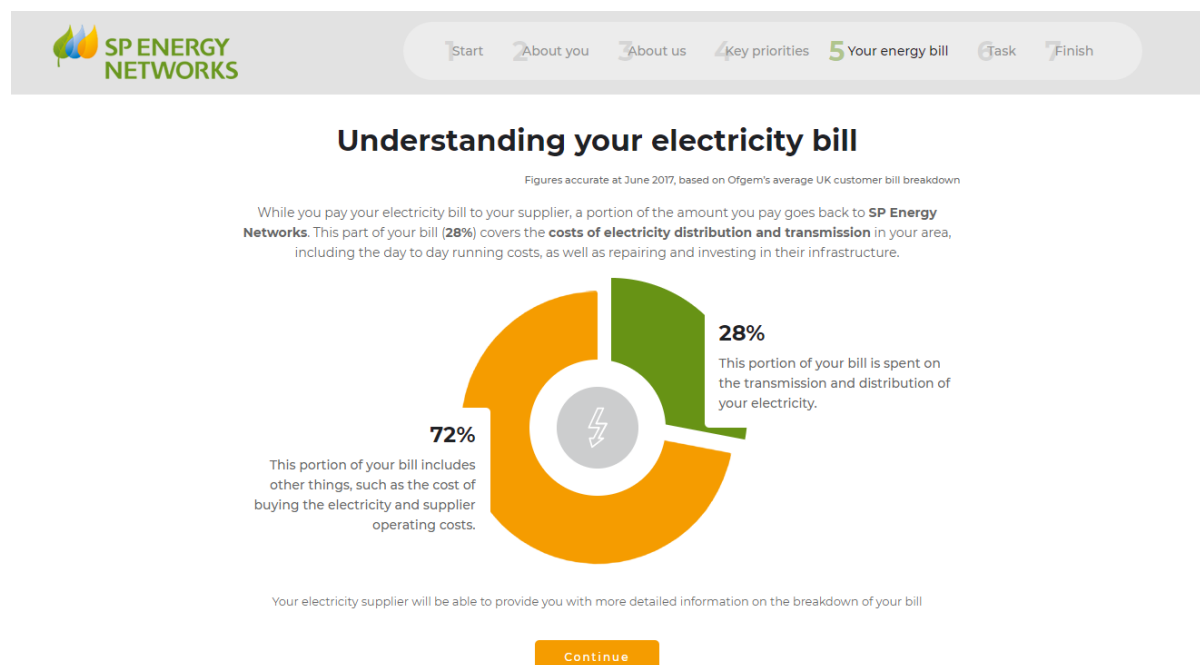 SP ENERGY
NETWORKS
1 Start 2 About you 3 About us 4 Key priorities 5 Your energy bill 6 Task 7 Finish
Understanding your electricity bill
Figures accurate at June 2017, based on Ofgem's average UK customer bill breakdown
While you pay your electricity bill to your supplier, a portion of the amount you pay goes back to SP Energy
Networks. This part of your bill (28%) covers the costs of electricity distribution and transmission in your area,
including the day to day running costs, as well as repairing and investing in their infrastructure.
28%
This portion of your bill is spent on
the transmission and distribution of
your electricity.
72%
This portion of your bill includes
other things, such as the cost of
buying the electricity and supplier
operating costs.
Your electricity supplier will be able to provide you with more detailed information on the breakdown of your bill
Continue